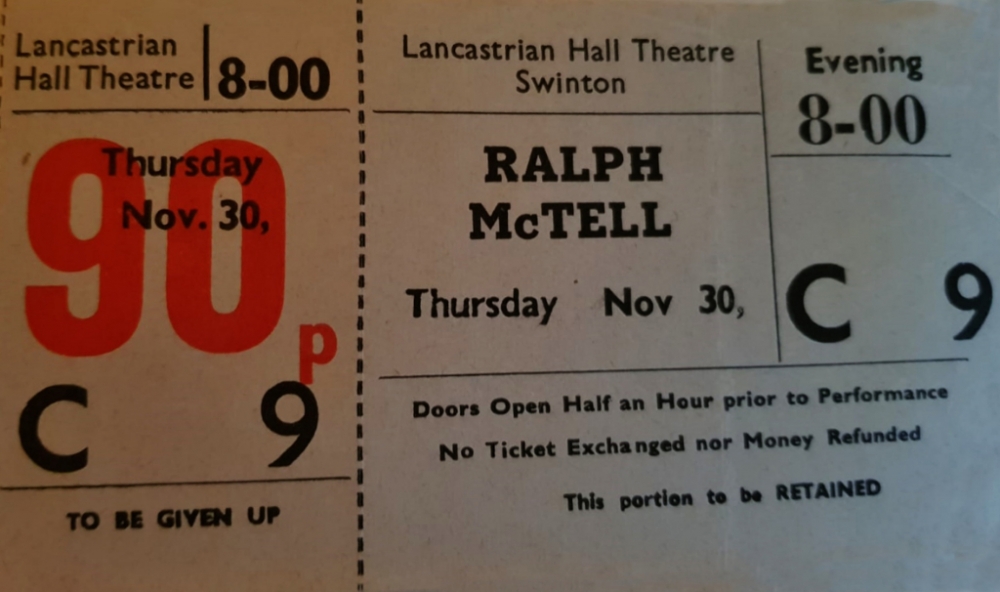 Lancastrian
Hall Theatre
8-00
90p
Thursday
Nov. 30,
C 9
TO BE GIVEN UP
Lancastrian Hall Theatre
Swinton
RALPH
McTELL
Thursday Nov 30,
Evening
8-00
C 9
Doors Open Half an Hour prior to Performance
No Ticket Exchanged nor Money Refunded
This portion to be RETAINED